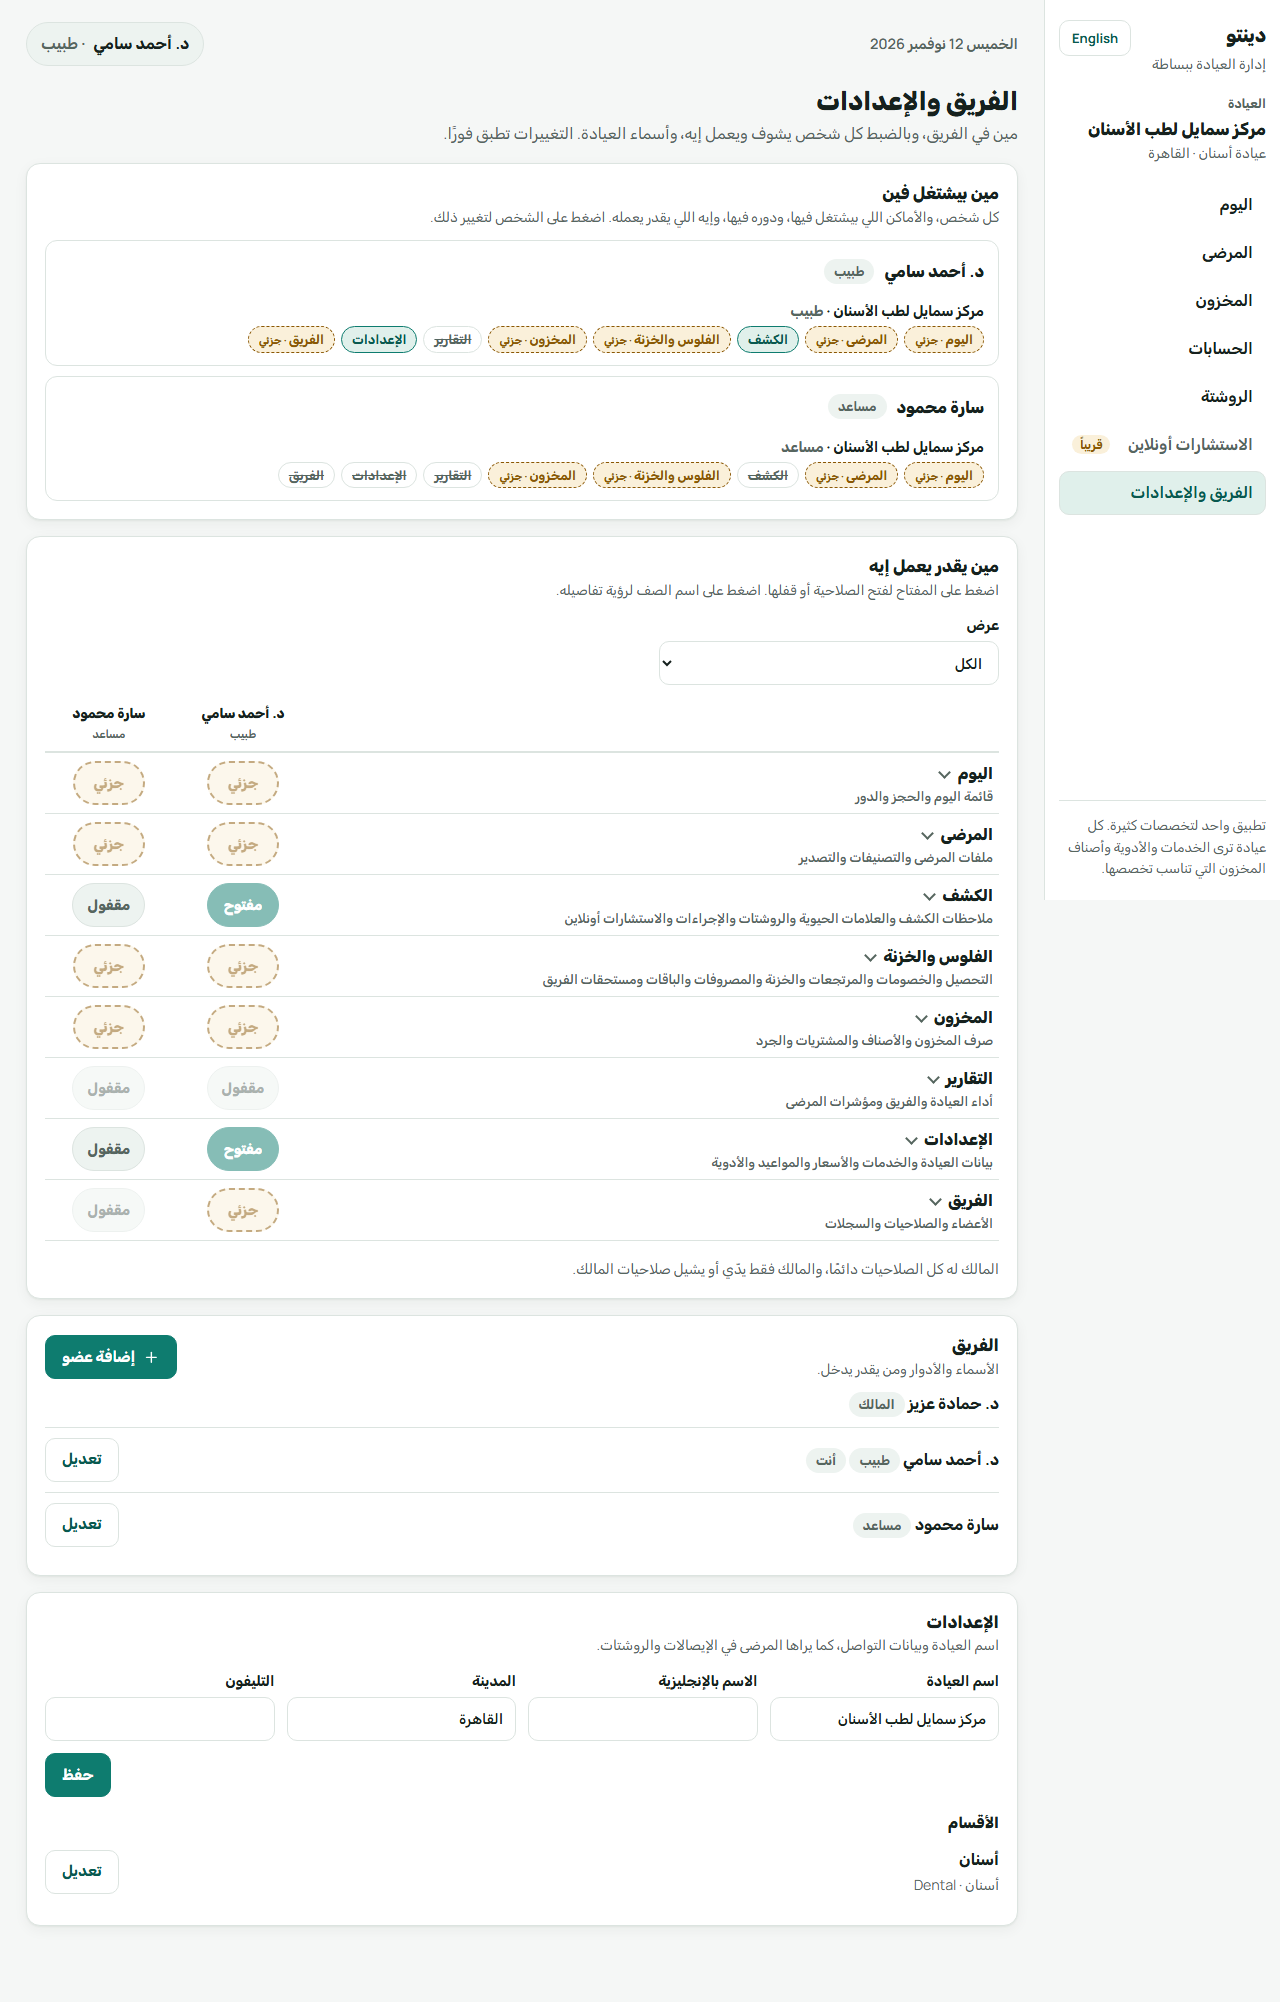 دينتو
English
إدارة العيادة ببساطة
العيادة
مركز سمايل لطب الأسنان
عيادة أسنان · القاهرة
اليوم
المرضى
المخزون
الحسابات
الروشتة
الاستشارات أونلاين قريباً
الفريق والإعدادات
تطبيق واحد لتخصصات كثيرة. كل
عيادة ترى الخدمات والأدوية وأصناف
المخزون التي تناسب تخصصها.
الخميس 12 نوفمبر 2026
د. أحمد سامي · طبيب
الفريق والإعدادات
مين في الفريق، وبالضبط كل شخص يشوف ويعمل إيه، وأسماء العيادة. التغييرات تطبق فورًا.
مين بيشتغل فين
كل شخص، والأماكن اللي بيشتغل فيها، ودوره فيها، وإيه اللي يقدر يعمله. اضغط على الشخص لتغيير ذلك.
د. أحمد سامي طبيب
مركز سمايل لطب الأسنان · طبيب
اليوم · جزئي المرضى · جزئي الكشف الفلوس والخزنة · جزئي المخزون · جزئي التقارير الإعدادات الفريق · جزئي
سارة محمود مساعد
مركز سمايل لطب الأسنان · مساعد
اليوم · جزئي المرضى · جزئي الكشف الفلوس والخزنة · جزئي المخزون · جزئي التقارير الإعدادات الفريق
مين يقدر يعمل إيه
اضغط على المفتاح لفتح الصلاحية أو قفلها. اضغط على اسم الصف لرؤية تفاصيله.
عرض
الكل
د. أحمد سامي سارة محمود
طبيب مساعد
اليوم جزئي جزئي
قائمة اليوم والحجز والدور
المرضى جزئي جزئي
ملفات المرضى والتصنيفات والتصدير
الكشف مفتوح مقفول
ملاحظات الكشف والعلامات الحيوية والروشتات والإجراءات والاستشارات أونلاين
الفلوس والخزنة جزئي جزئي
التحصيل والخصومات والمرتجعات والخزنة والمصروفات والباقات ومستحقات الفريق
المخزون جزئي جزئي
صرف المخزون والأصناف والمشتريات والجرد
التقارير مقفول مقفول
أداء العيادة والفريق ومؤشرات المرضى
الإعدادات مفتوح مقفول
بيانات العيادة والخدمات والأسعار والمواعيد والأدوية
الفريق جزئي مقفول
الأعضاء والصلاحيات والسجلات
المالك له كل الصلاحيات دائمًا، والمالك فقط يدّي أو يشيل صلاحيات المالك.
الفريق
+ إضافة عضو
الأسماء والأدوار ومن يقدر يدخل.
د. حمادة عزيز المالك
د. أحمد سامي طبيب أنت تعديل
سارة محمود مساعد تعديل
الإعدادات
اسم العيادة وبيانات التواصل، كما يراها المرضى في الإيصالات والروشتات.
اسم العيادة الاسم بالإنجليزية المدينة التليفون
مركز سمايل لطب الأسنان القاهرة
حفظ
الأقسام
أسنان تعديل
أسنان · Dental